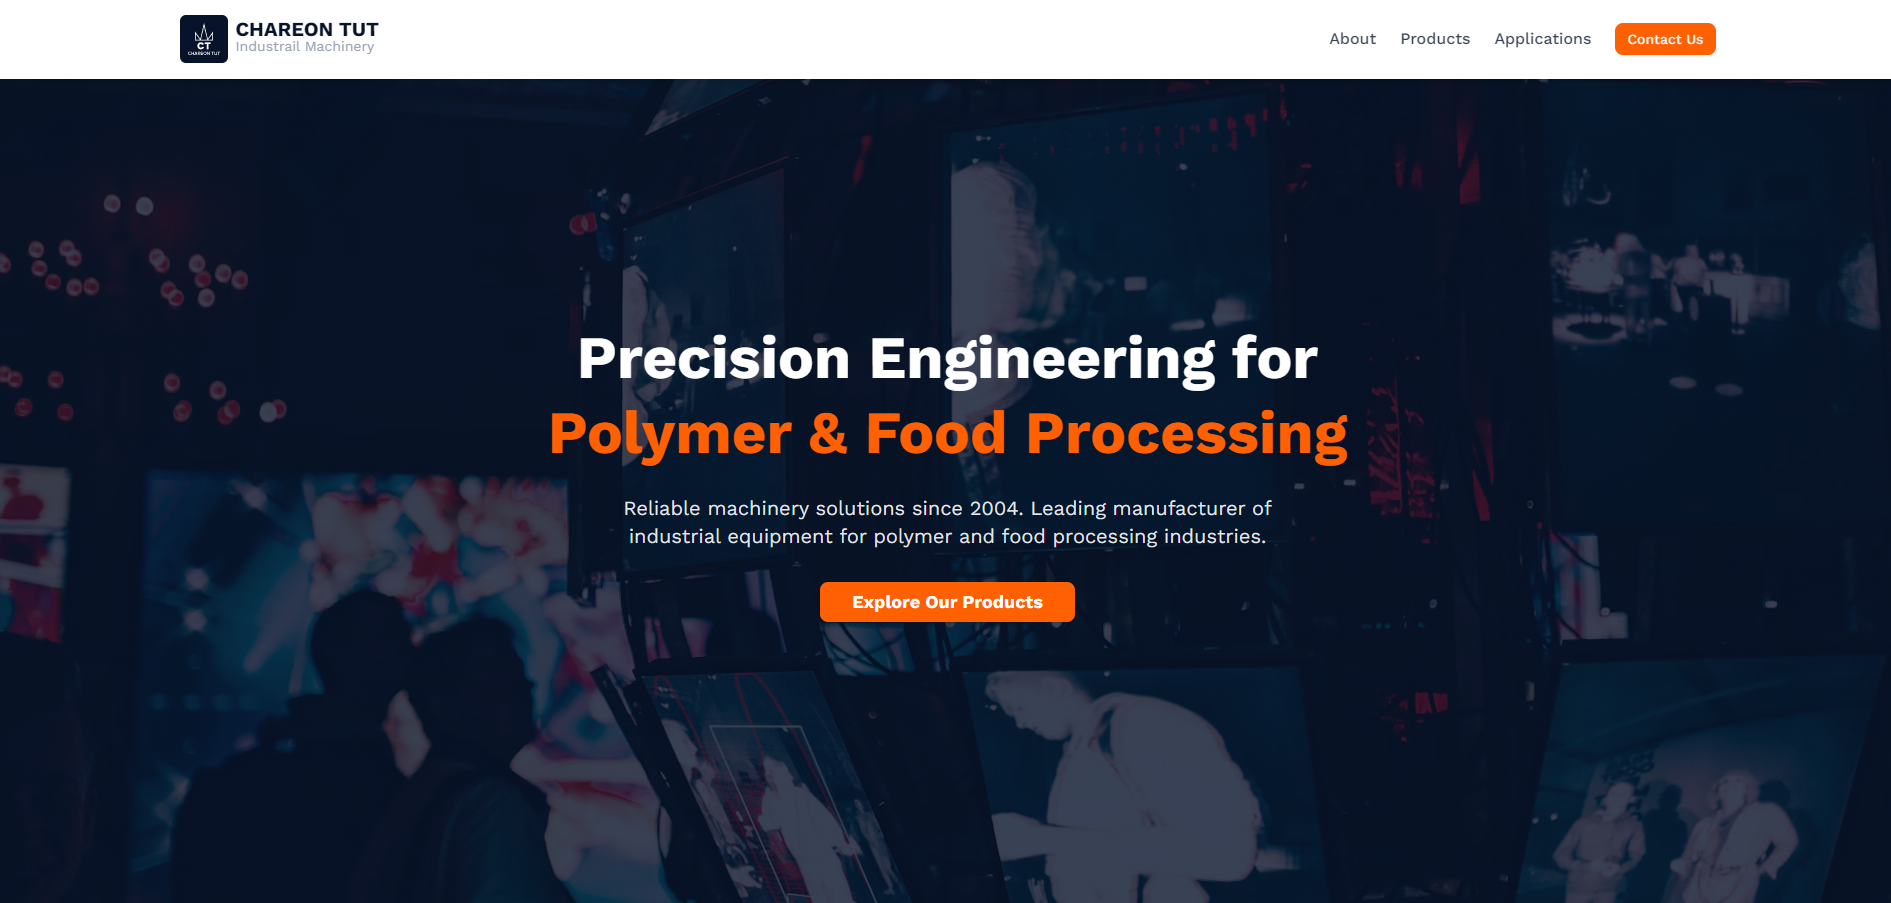 CT
CHAREON TUT
CHAREON TUT
Industrail Machinery
About
Products
Applications
Contact Us
Precision Engineering for
Polymer & Food Processing
Reliable machinery solutions since 2004. Leading manufacturer of
industrial equipment for polymer and food processing industries.
Explore Our Products